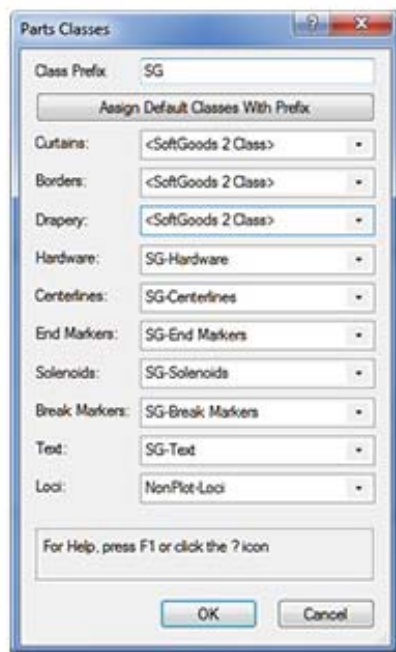 Parts Classes
Class Prefix SG
Assign Default Classes With Prefix
Curtains: <SoftGoods 2 Class>
Borders: <SoftGoods 2 Class>
Drapery: <SoftGoods 2 Class>
Hardware: SG-Hardware
Centerlines: SG-Centerlines
End Markers: SG-End Markers
Solenoids: SG-Solenoids
Break Markers: SG-Break Markers
Text: SG-Text
Loci: NonPlot-Loci
For Help, press F1 or click the ? icon
OK Cancel